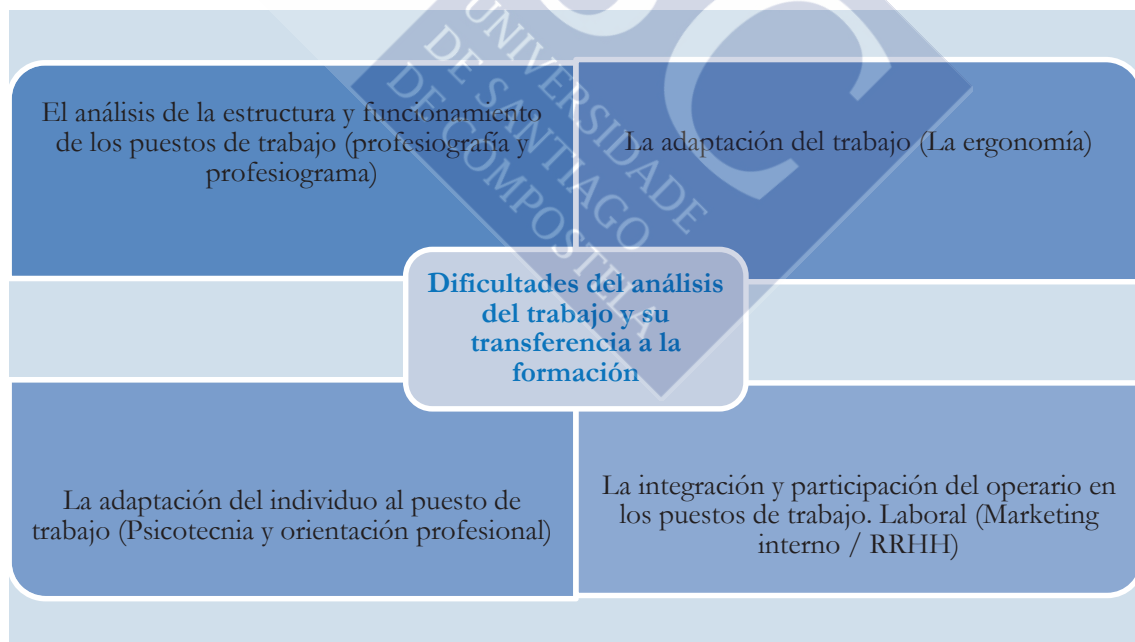 UNIVERSIDADE
DE SANTIAGO
DE COMPOSTELA
El análisis de la estructura y funcionamiento
de los puestos de trabajo (profesiografía y
profesiograma)
La adaptación del trabajo (La ergonomía)
Dificultades del análisis
del trabajo y su
transferencia a la
formación
La adaptación del individuo al puesto de
trabajo (Psicotecnia y orientación profesional)
La integración y participación del operario en
los puestos de trabajo. Laboral (Marketing
interno / RRHH)